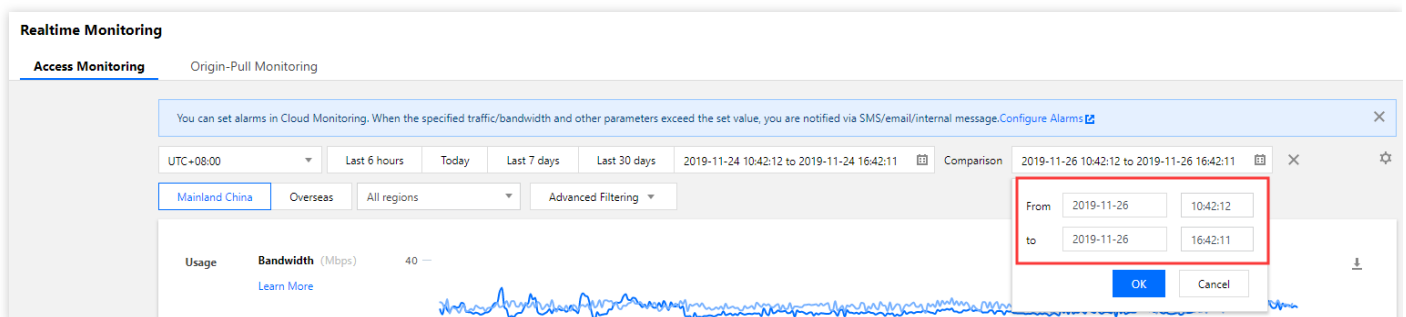 Realtime Monitoring
Access Monitoring Origin-Pull Monitoring
You can set alarms in Cloud Monitoring. When the specified traffic/bandwidth and other parameters exceed the set value, you are notified via SMS/email/internal message.Configure Alarms
UTC+08:00 Last 6 hours Today Last 7 days Last 30 days 2019-11-24 10:42:12 to 2019-11-24 16:42:11 Comparison 2019-11-26 10:42:12 to 2019-11-26 16:42:11
Mainland China Overseas All regions Advanced Filtering
From 2019-11-26 10:42:12
to 2019-11-26 16:42:11
Usage Bandwidth (Mbps) 40
Learn More
OK Cancel